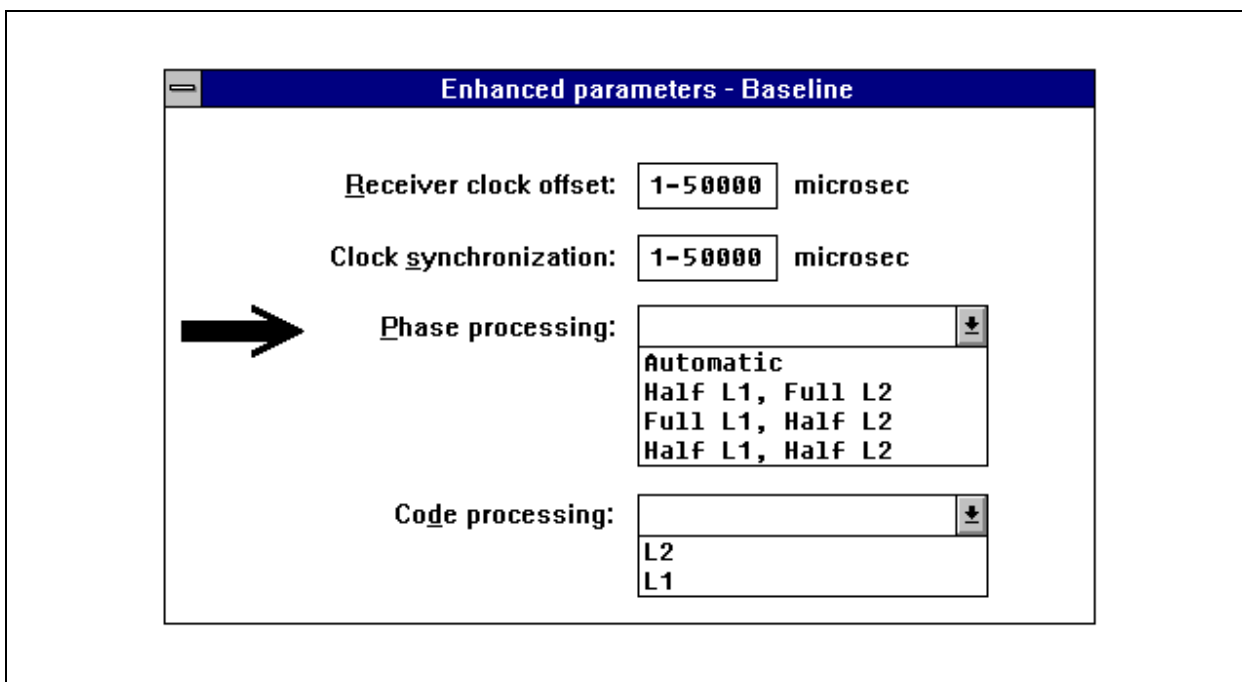 Enhanced parameters - Baseline
Receiver clock offset: 1-50000 microsec
Clock synchronization: 1-50000 microsec
Phase processing:
Automatic
Half L1, Full L2
Full L1, Half L2
Half L1, Half L2
Code processing:
L2
L1